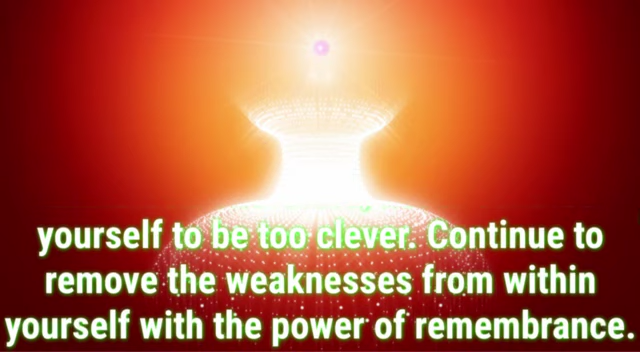 yourself to be too clever. Continue to
remove the weaknesses from within
yourself with the power of remembrance.